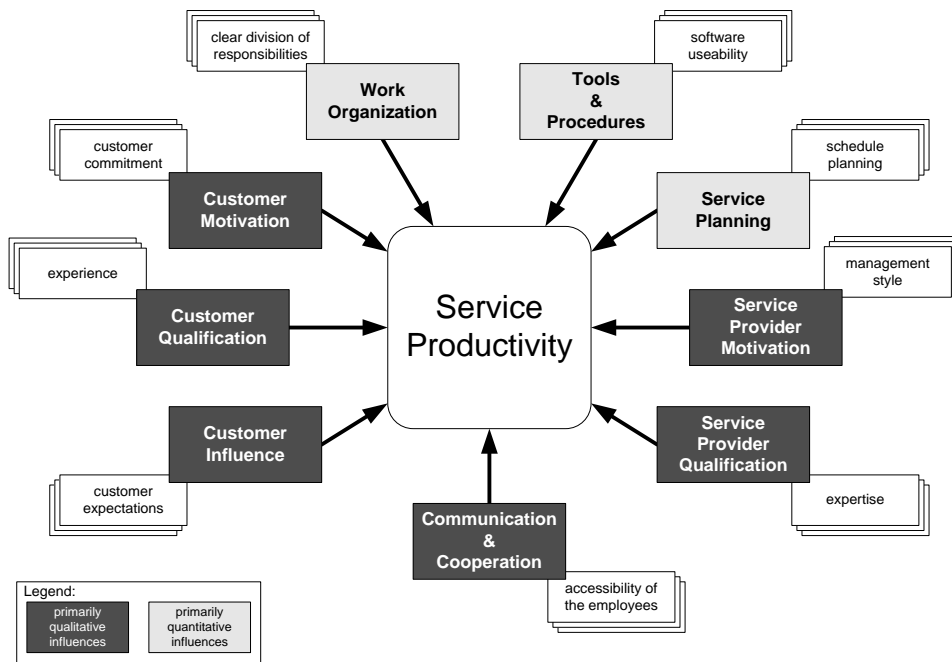 clear division of
responsibilities
software
useability
Work
Organization
Tools
&
Procedures
customer
commitment
schedule
planning
Customer
Motivation
Service
Planning
experience
management
style
Customer
Qualification
Service
Productivity
Service
Provider
Motivation
Customer
Influence
Service
Provider
Qualification
customer
expectations
expertise
Communication
&
Cooperation
accessibility of
the employees
Legend:
primarily
qualitative
influences
primarily
quantitative
influences